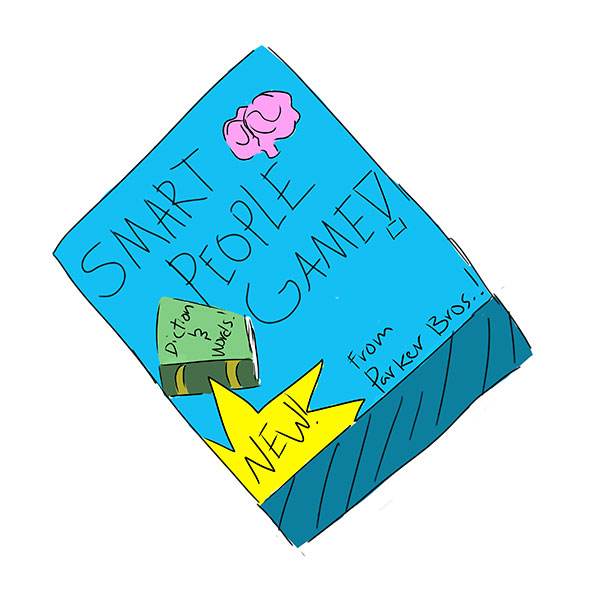 SMART
PEOPLE
GAME!
Diction
b/3
Words!
NEW!
From
Parker Bros..!